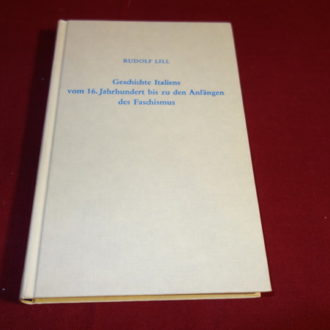 RUDOLF LILL
Geschichte Italiens
vom 16. Jahrhundert bis zu den Anfängen
des Faschismus